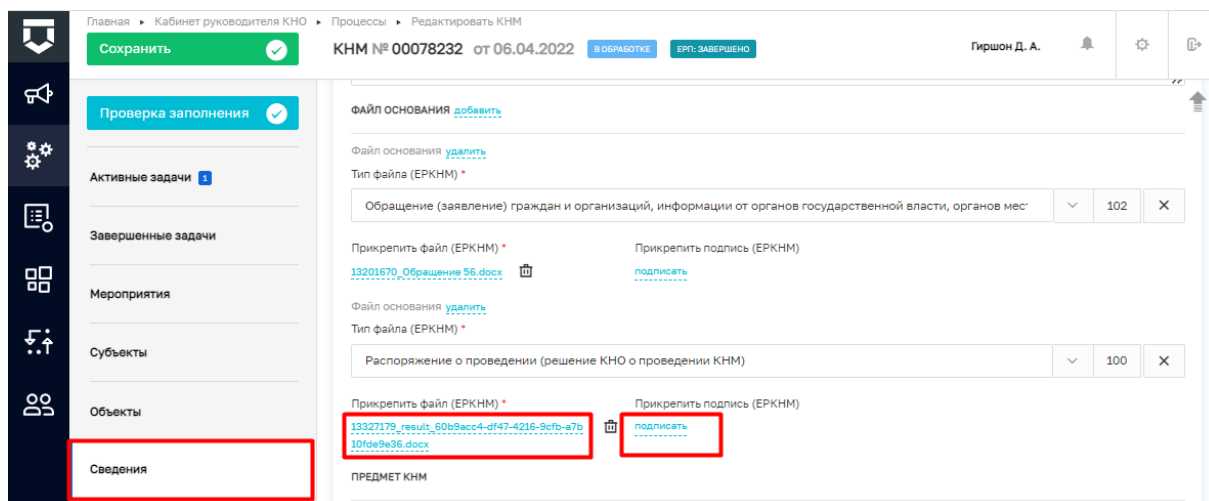 Главная ▸ Кабинет руководителя КНО ▸ Процессы ▸ Редактировать КНМ
Сохранить
КНМ № 00078232 от 06.04.2022 В ОБРАБОТКЕ ЕРП: ЗАВЕРШЕНО
Гиршон Д. А.
Проверка заполнения
Активные задачи 1
Завершенные задачи
Мероприятия
Субъекты
Объекты
Сведения
ФАЙЛ ОСНОВАНИЯ добавить
Файл основания удалить
Тип файла (ЕРКНМ) *
Обращение (заявление) граждан и организаций, информации от органов государственной власти, органов мес 102
Прикрепить файл (ЕРКНМ) * Прикрепить подпись (ЕРКНМ)
13201670_Обращение 56.docx подписать
Файл основания удалить
Тип файла (ЕРКНМ) *
Распоряжение о проведении (решение КНО о проведении КНМ) 100
Прикрепить файл (ЕРКНМ) * Прикрепить подпись (ЕРКНМ)
13327179_result_60b9acc4-df47-4216-9cfb-a7b подписать
10fde9e36.docx
ПРЕДМЕТ КНМ